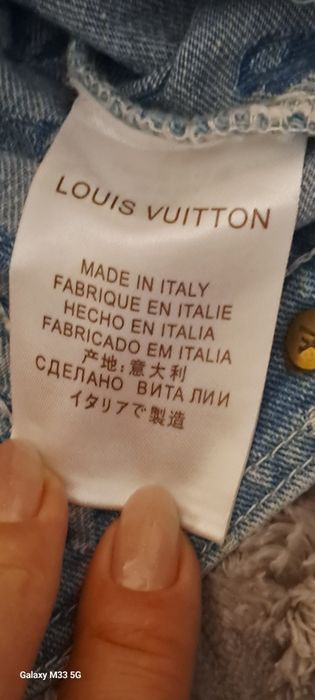 LOUIS VUITTON
MADE IN ITALY
FABRIQUE EN ITALIE
HECHO EN ITALIA
FABRICADO EM ITALIA
产地:意大利
СДЕЛАНО ВИТА ЛИИ
イタリアで製造
Galaxy M33 5G